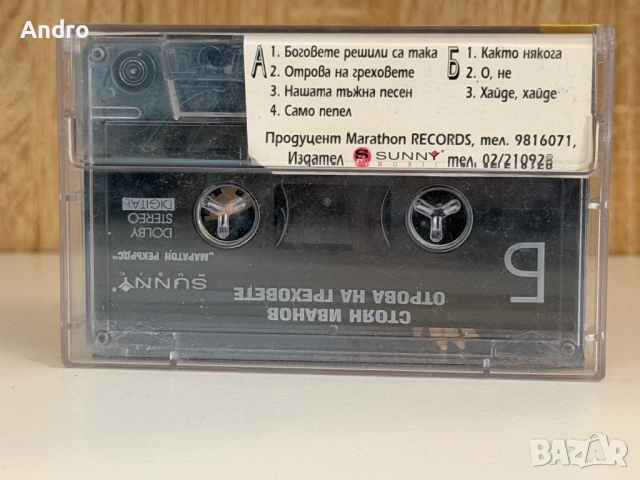 Andro
А
1. Боговете решили са така
2. Отрова на греховете
3. Нашата тъжна песен
4. Само пепел
Б
1. Както някога
2. О, не
3. Хайде, хайде
Продуцент Marathon RECORDS, тел. 9816071,
Издател S SUNNY MUSIC тел. 02/210928
Б
СТОЯН ИВАНОВ
ОТРОВА НА ГРЕХОВЕТЕ
SUNNY
„МАРАТОН РЕКЪРДС"
DOLBY
STEREO
DIGITAL
BAZAR